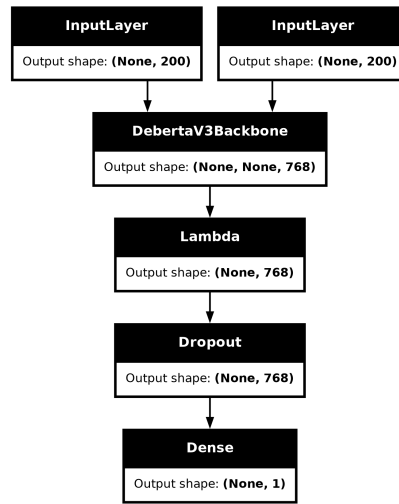 InputLayer
Output shape: (None, 200)
InputLayer
Output shape: (None, 200)
DebertaV3Backbone
Output shape: (None, None, 768)
Lambda
Output shape: (None, 768)
Dropout
Output shape: (None, 768)
Dense
Output shape: (None, 1)